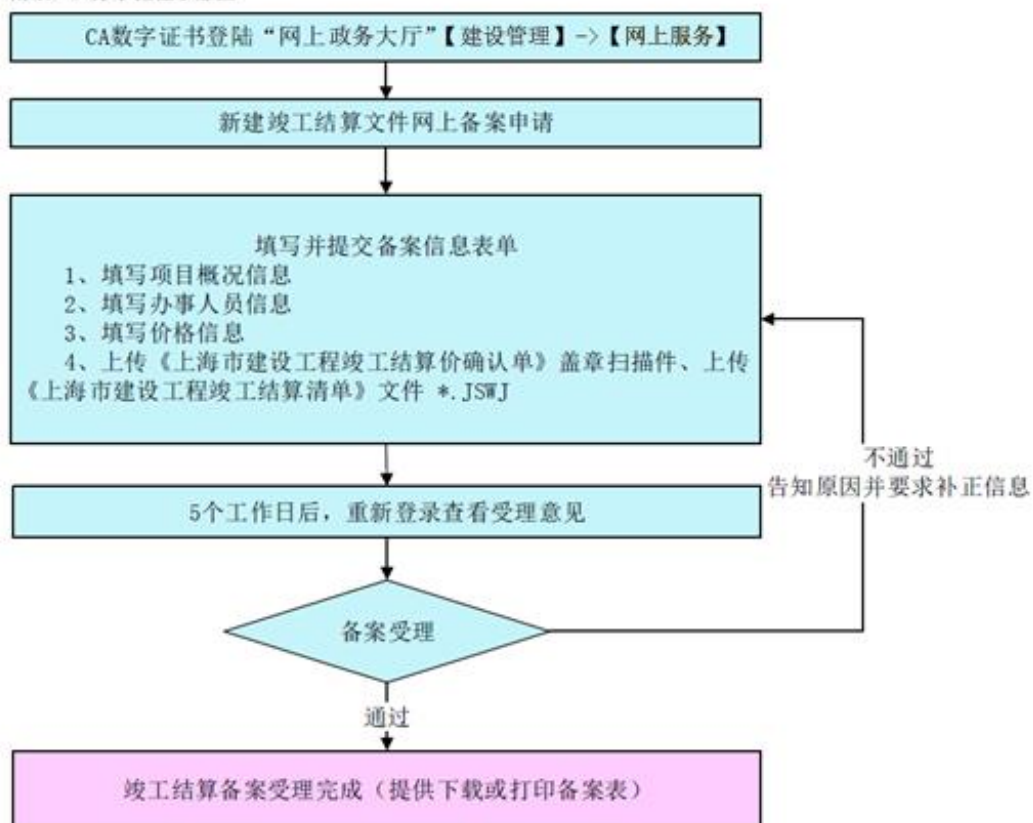 CA数字证书登陆“网上政务大厅”【建设管理】->【网上服务】
新建竣工结算文件网上备案申请
填写并提交备案信息表单
1、填写项目概况信息
2、填写办事人员信息
3、填写价格信息
4、上传《上海市建设工程竣工结算价确认单》盖章扫描件、上传
《上海市建设工程竣工结算清单》文件 *.JSWJ
不通过
告知原因并要求补正信息
5个工作日后，重新登录查看受理意见
备案受理
通过
竣工结算备案受理完成（提供下载或打印备案表）